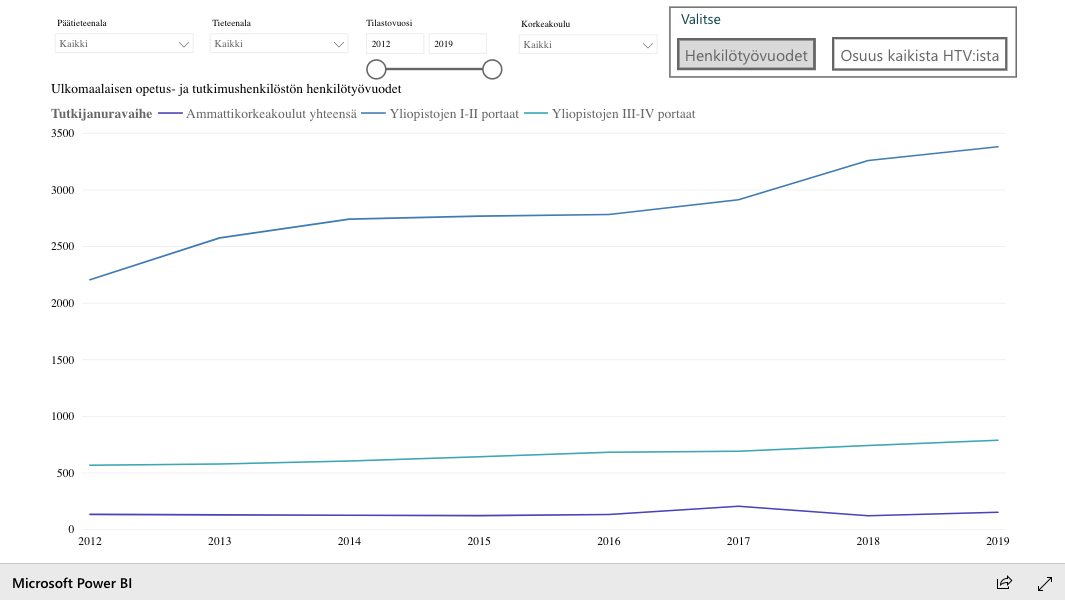 Päätieteenala
Tieteenala
Tilastovuosi
Korkeakoulu
Valitse
Kaikki
Kaikki
2012
2019
Kaikki
Henkilötyövuodet
Osuus kaikista HTV:ista
Ulkomaalaisen opetus- ja tutkimushenkilöstön henkilötyövuodet
Tutkijanuravaihe Ammattikorkeakoulut yhteensä Yliopistojen I-II portaat Yliopistojen III-IV portaat
3500
3000
2500
2000
1500
1000
500
0
2012 2013 2014 2015 2016 2017 2018 2019
Microsoft Power BI